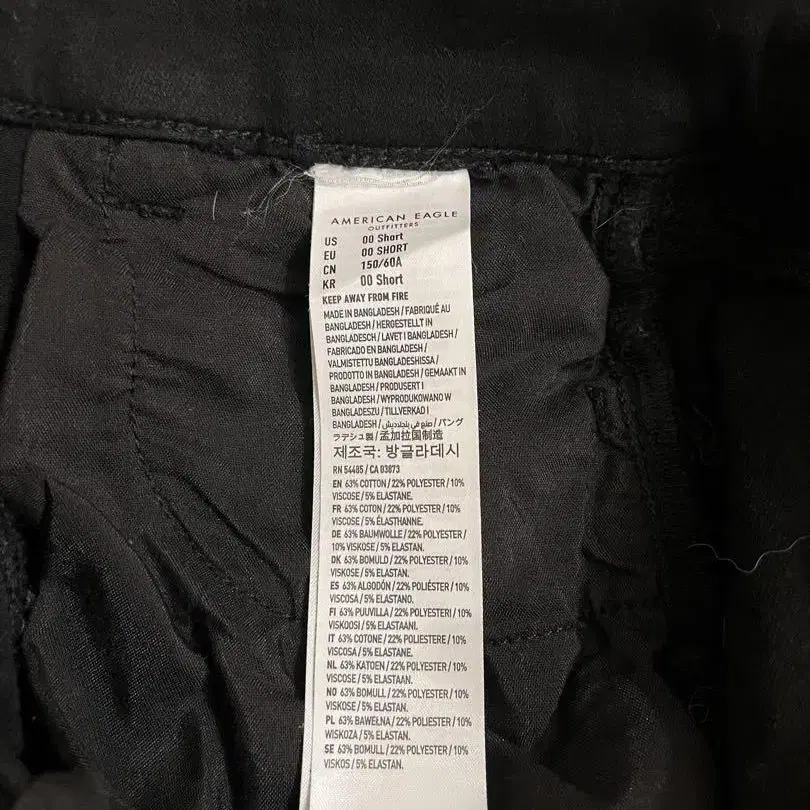 AMERICAN EAGLE
OUTFITTERS
US 00 Short
EU 00 SHORT
CN 150/60A
KR 00 Short
KEEP AWAY FROM FIRE
MADE IN BANGLADESH / FABRIQUÉ AU
BANGLADESH / HERGESTELLT IN
BANGLADESCH / LAVET I BANGLADESH /
FABRICADO EN BANGLADESH /
VALMISTETTU BANGLADESHISSA /
PRODOTTO IN BANGLADESH / GEMAAKT IN
BANGLADESH / PRODUSERT I
BANGLADESH / WYPRODUKOWANO W
BANGLADESZU / TILLVERKAD I
BANGLADESH / صنع في بنجلاديش / バング
ラデシュ製 / 孟加拉国制造
제조국: 방글라데시
RN 54485 / CA 03873
EN 63% COTTON / 22% POLYESTER / 10%
VISCOSE / 5% ELASTANE.
FR 63% COTON / 22% POLYESTER / 10%
VISCOSE / 5% ÉLASTHANNE.
DE 63% BAUMWOLLE / 22% POLYESTER /
10% VISKOSE / 5% ELASTAN.
DK 63% BOMULD / 22% POLYESTER / 10%
VISKOSE / 5% ELASTAN.
ES 63% ALGODÓN / 22% POLIÉSTER / 10%
VISCOSA / 5% ELASTANO.
FI 63% PUUVILLA / 22% POLYESTERI / 10%
VISKOOSI / 5% ELASTAANI.
IT 63% COTONE / 22% POLIESTERE / 10%
VISCOSA / 5% ELASTANE.
NL 63% KATOEN / 22% POLYESTER / 10%
VISCOSE / 5% ELASTAAN.
NO 63% BOMULL / 22% POLYESTER / 10%
VISKOSE / 5% ELASTAN.
PL 63% BAWEŁNA / 22% POLIESTER / 10%
WISKOZA / 5% ELASTAN.
SE 63% BOMULL / 22% POLYESTER / 10%
VISKOS / 5% ELASTAN.